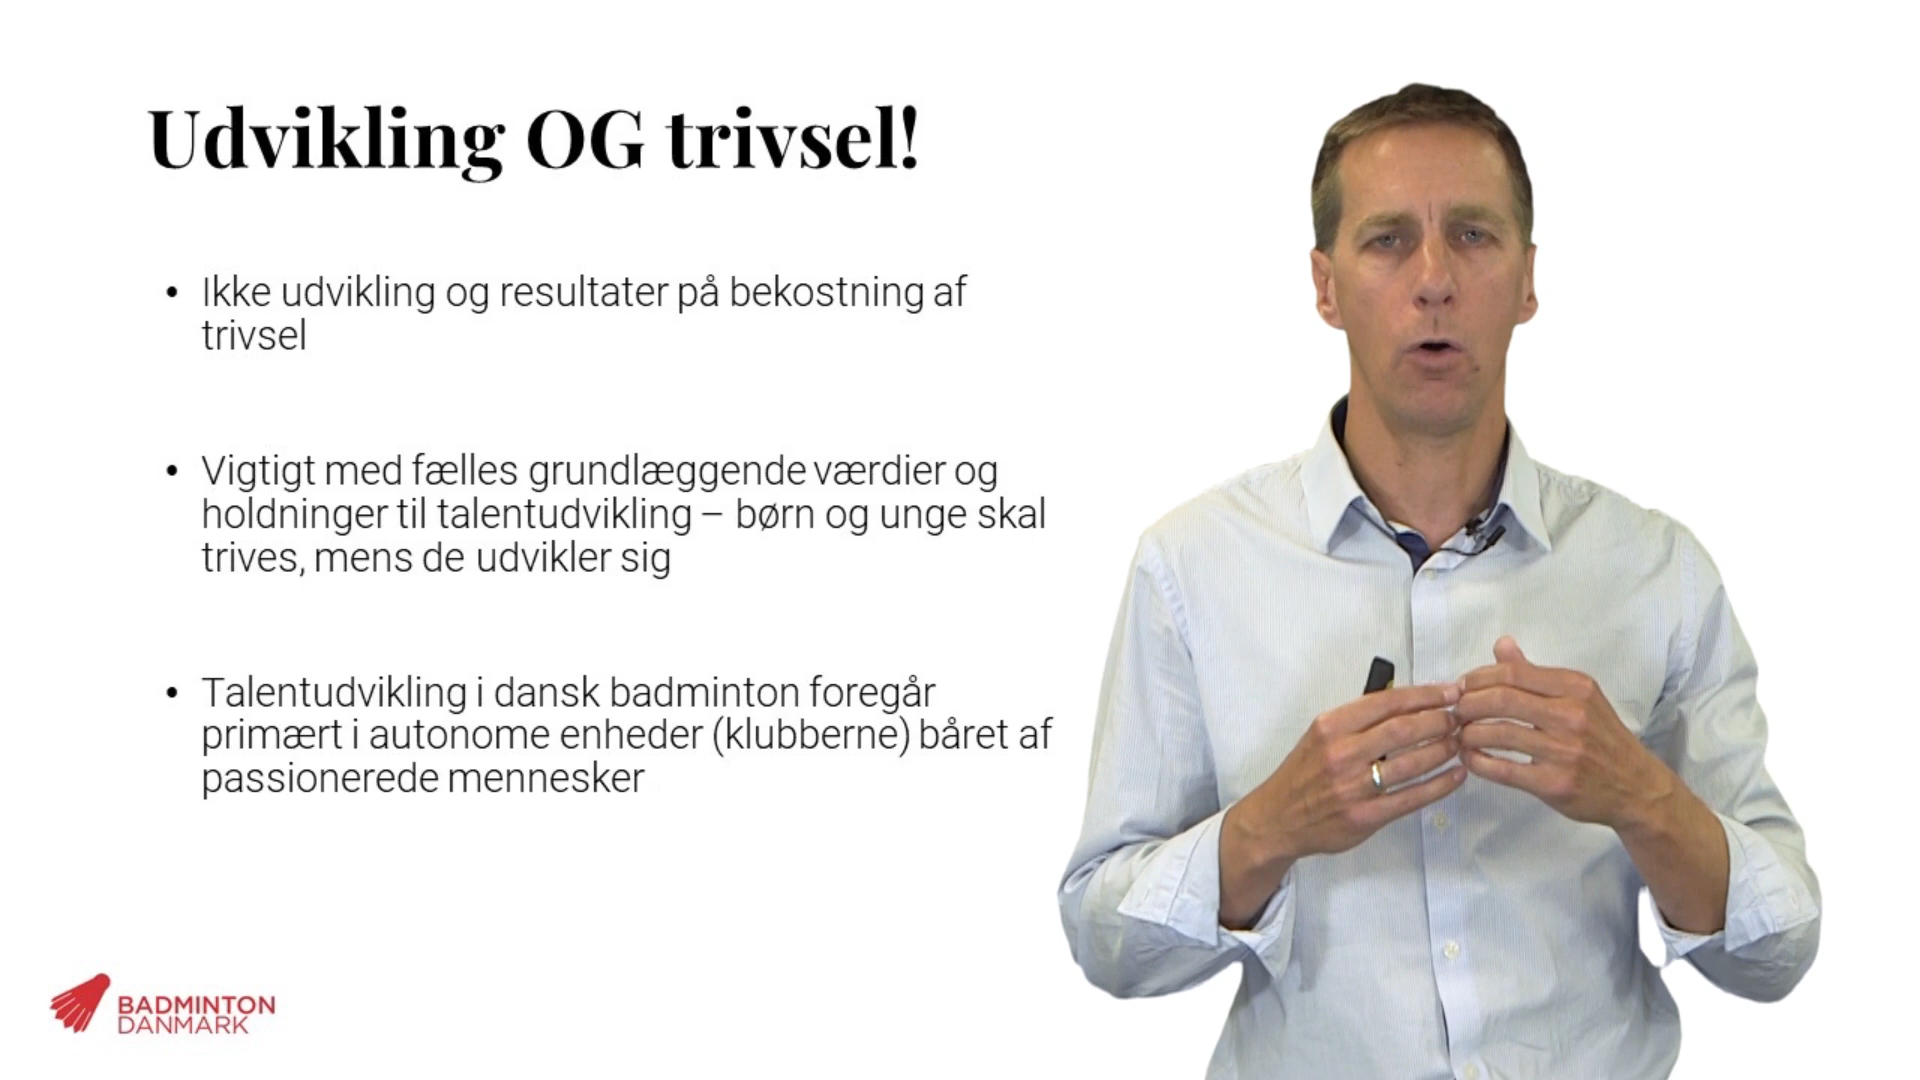 Udvikling OG trivsel!
• Ikke udvikling og resultater på bekostning af
trivsel
• Vigtigt med fælles grundlæggende værdier og
holdninger til talentudvikling – børn og unge skal
trives, mens de udvikler sig
• Talentudvikling i dansk badminton foregår
primært i autonome enheder (klubberne) båret af
passionerede mennesker
BADMINTON
DANMARK